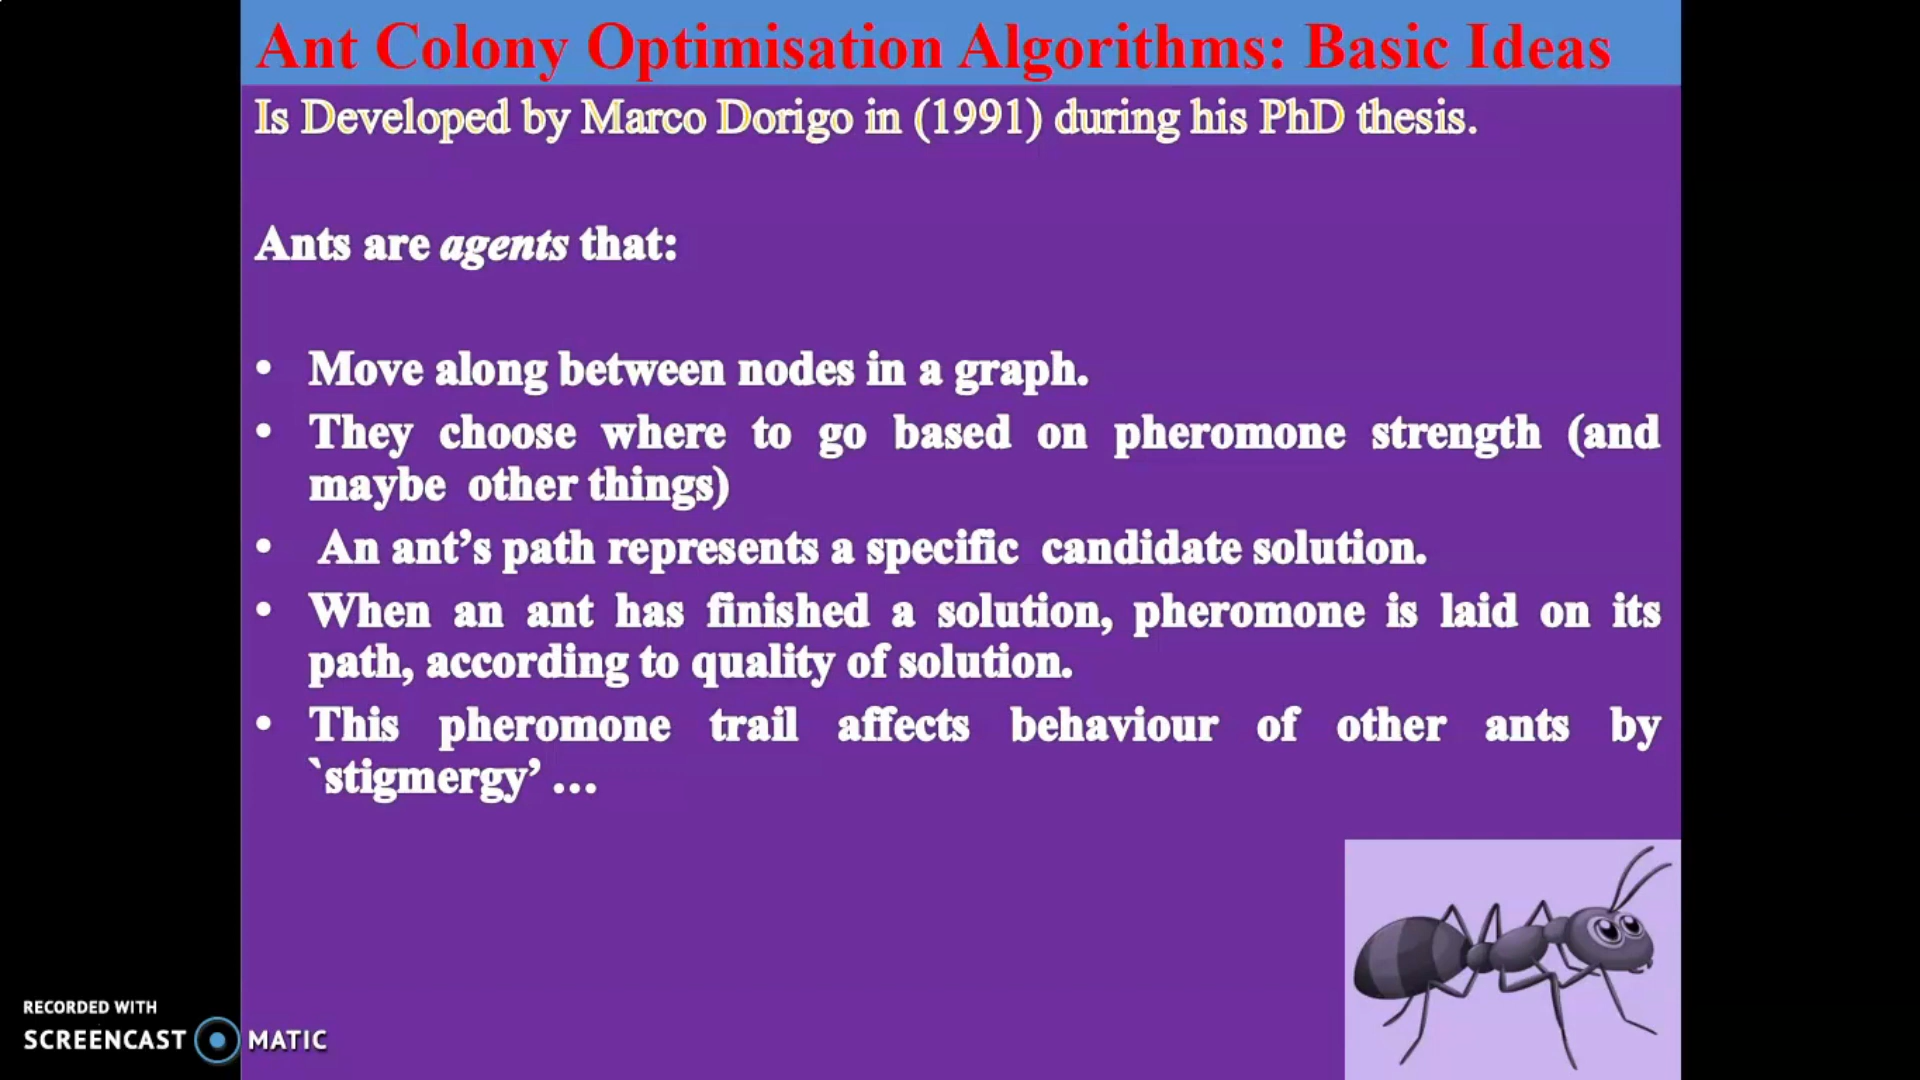 Ant Colony Optimisation Algorithms: Basic Ideas
Is Developed by Marco Dorigo in (1991) during his PhD thesis.
Ants are agents that:
• Move along between nodes in a graph.
• They choose where to go based on pheromone strength (and
maybe other things)
• An ant’s path represents a specific candidate solution.
• When an ant has finished a solution, pheromone is laid on its
path, according to quality of solution.
• This pheromone trail affects behaviour of other ants by
`stigmergy’ …
RECORDED WITH
SCREENCAST MATIC